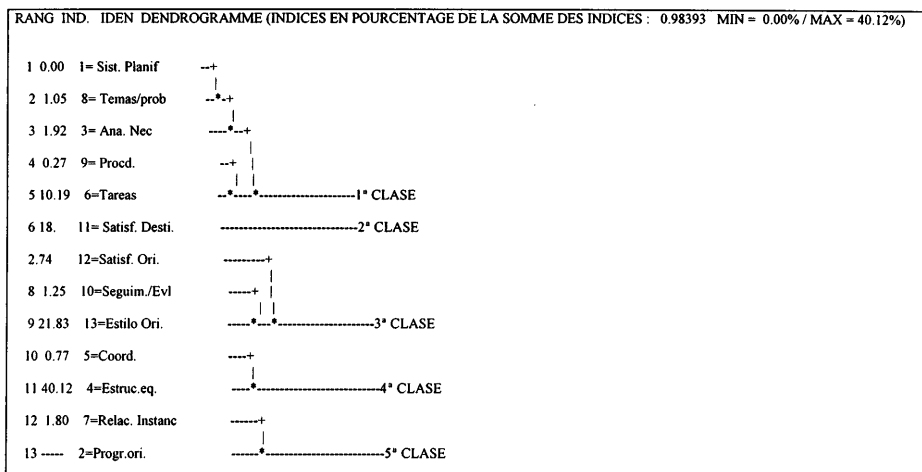 RANG IND. IDEN DENDROGRAMME (INDICES EN POURCENTAGE DE LA SOMME DES INDICES : 0.98393 MIN = 0.00% / MAX = 40.12%)
1 0.00 1= Sist. Planif
2 1.05 8= Temas/prob
3 1.92 3= Ana. Nec
4 0.27 9= Procd.
5 10.19 6=Tareas 1ª CLASE
6 18. 11= Satisf. Desti. 2ª CLASE
2.74 12=Satisf. Ori.
8 1.25 10=Seguim./Evl
9 21.83 13=Estilo Ori. 3ª CLASE
10 0.77 5=Coord.
11 40.12 4=Estruc.eq. 4ª CLASE
12 1.80 7=Relac. Instanc
13 ----- 2=Progr.ori. 5ª CLASE